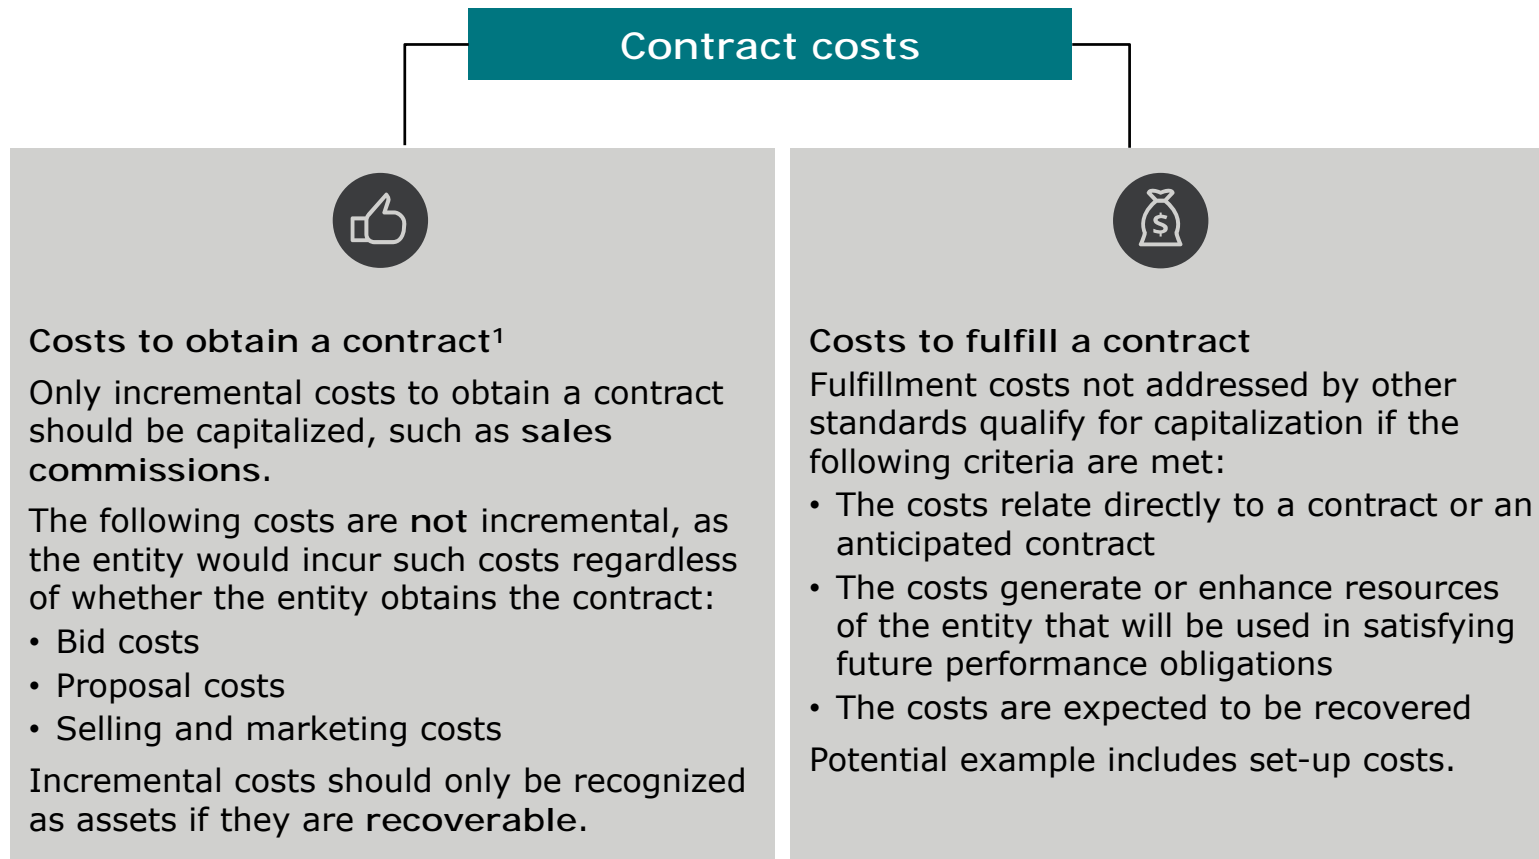 Contract costs
Costs to obtain a contract¹
Only incremental costs to obtain a contract
should be capitalized, such as sales
commissions.
The following costs are not incremental, as
the entity would incur such costs regardless
of whether the entity obtains the contract:
• Bid costs
• Proposal costs
• Selling and marketing costs
Incremental costs should only be recognized
as assets if they are recoverable.
$
Costs to fulfill a contract
Fulfillment costs not addressed by other
standards qualify for capitalization if the
following criteria are met:
• The costs relate directly to a contract or an
anticipated contract
• The costs generate or enhance resources
of the entity that will be used in satisfying
future performance obligations
• The costs are expected to be recovered
Potential example includes set-up costs.